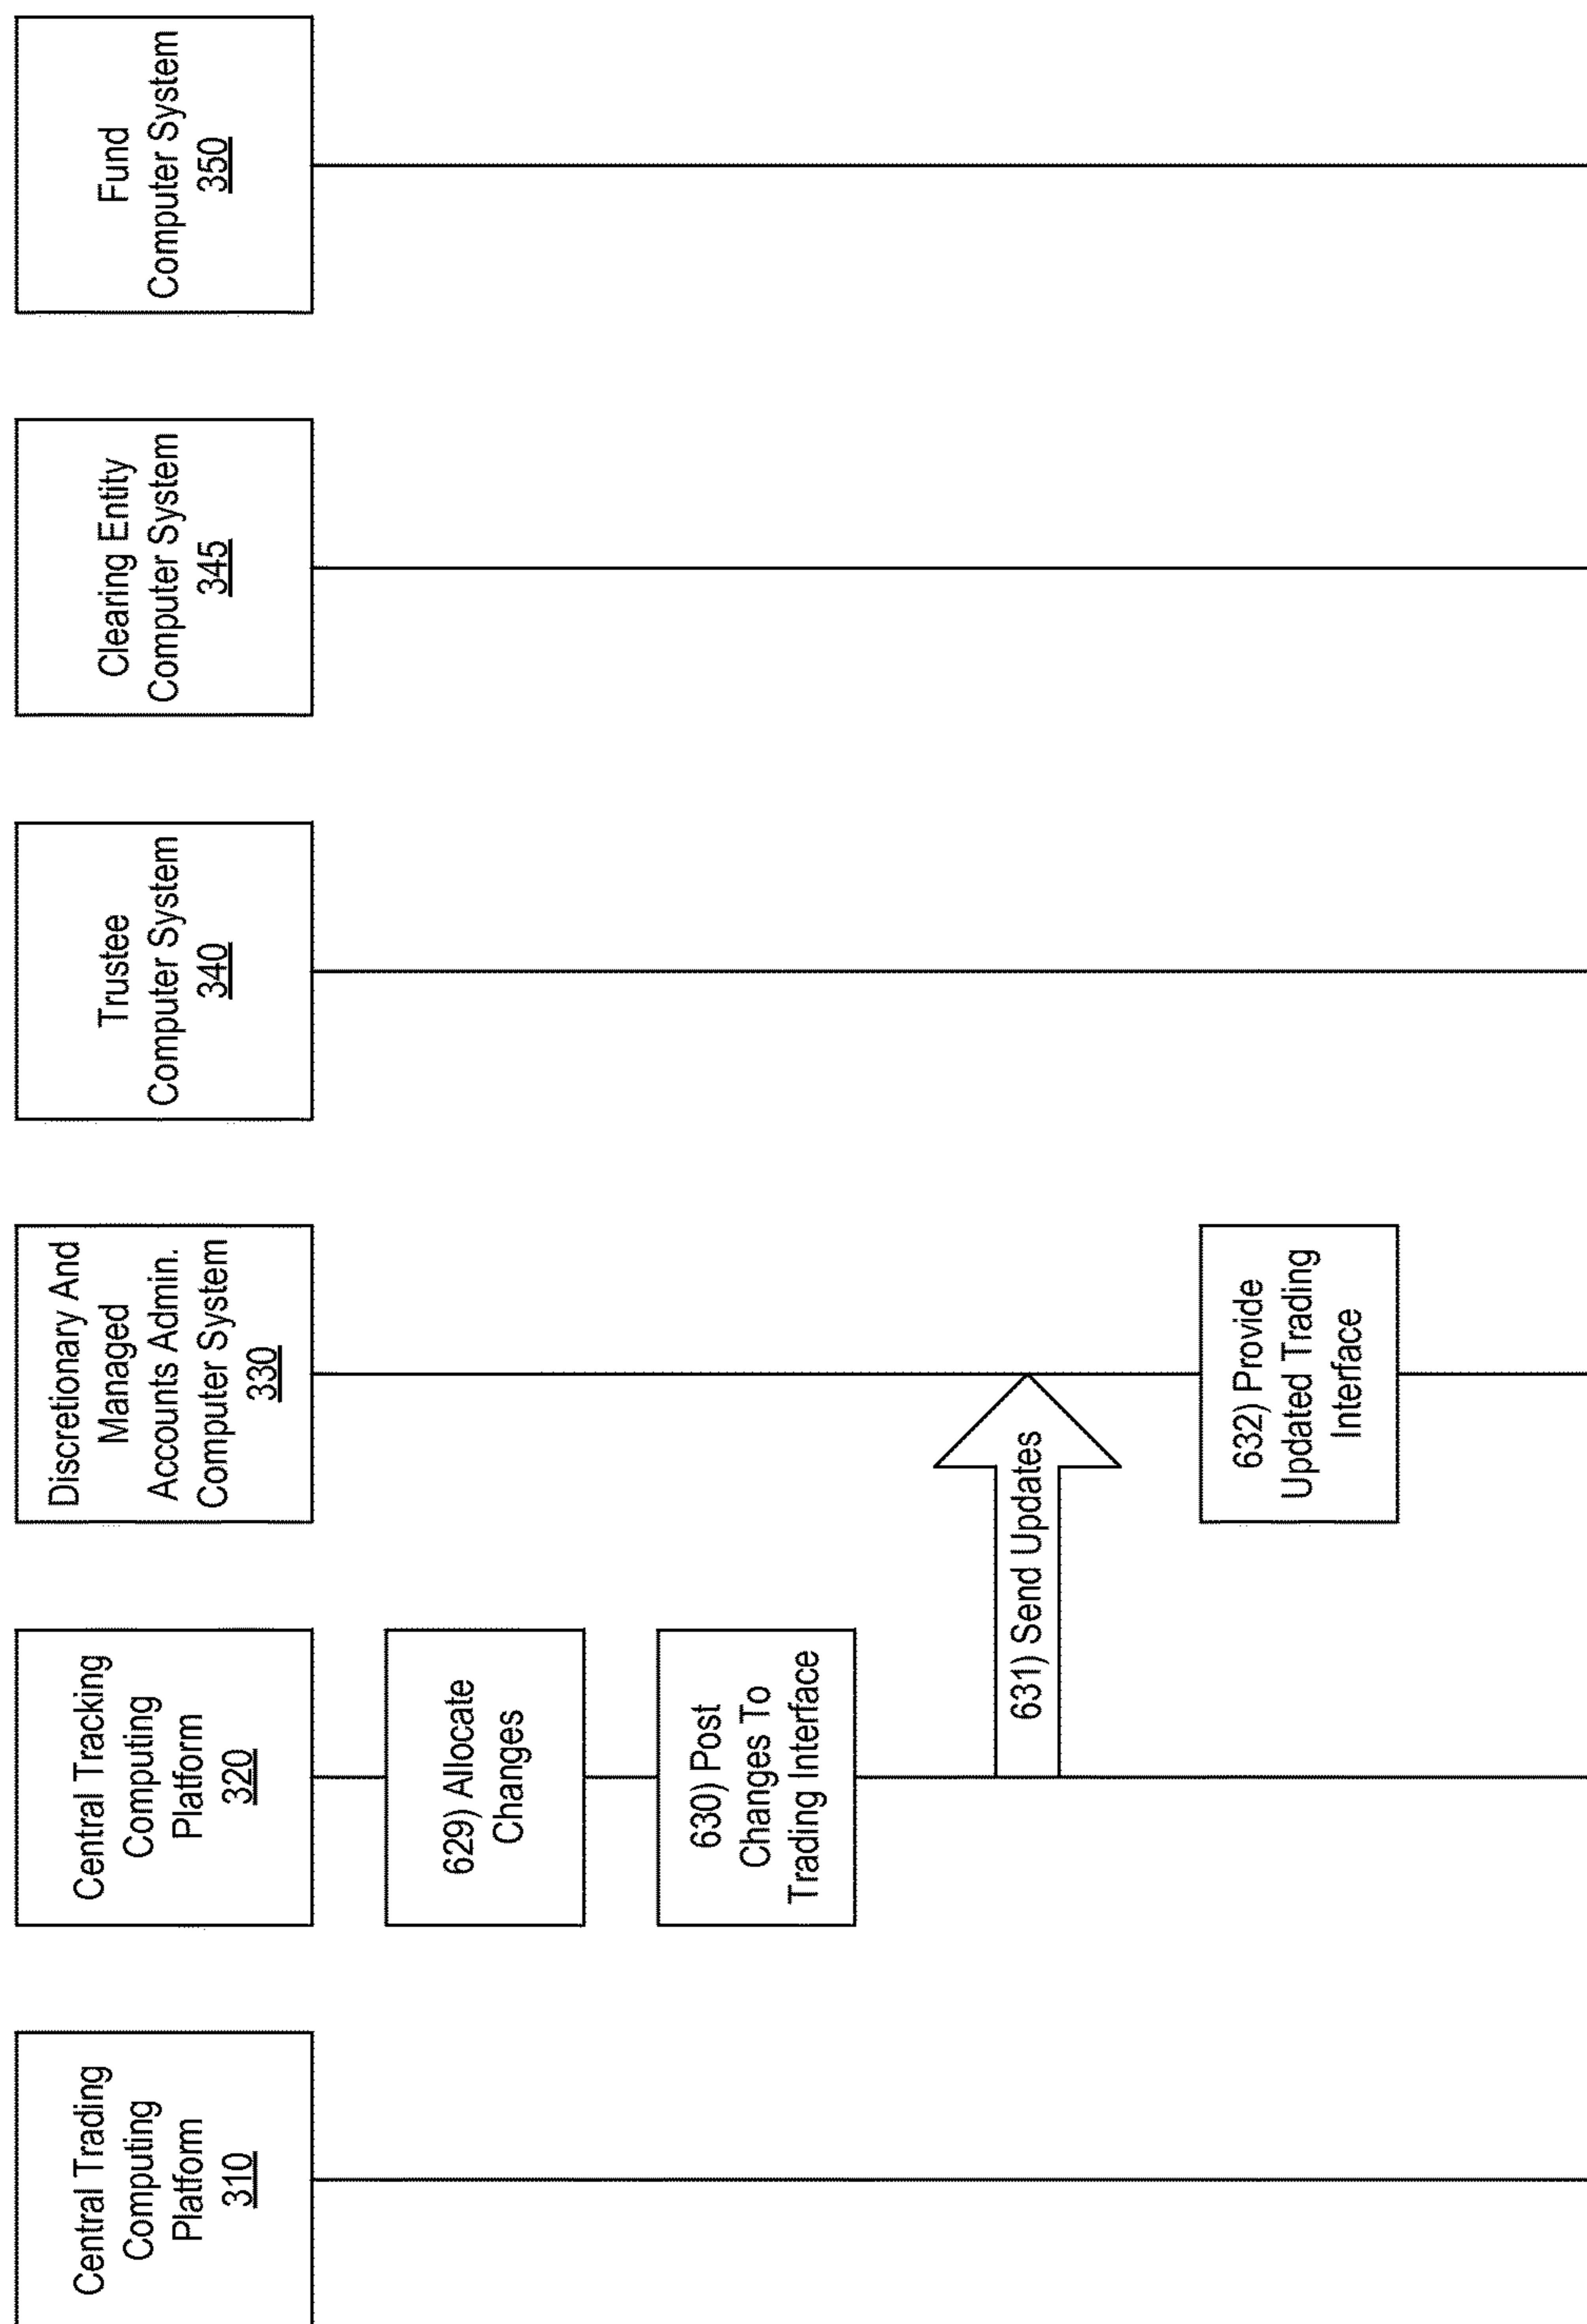 Central Trading
Computing
Platform
310
Central Tracking
Computing
Platform
320
Discretionary And
Managed
Accounts Admin.
Computer System
330
Trustee
Computer System
340
Clearing Entity
Computer System
345
Fund
Computer System
350
629) Allocate
Changes
630) Post
Changes To
Trading Interface
631) Send Updates
632) Provide
Updated Trading
Interface